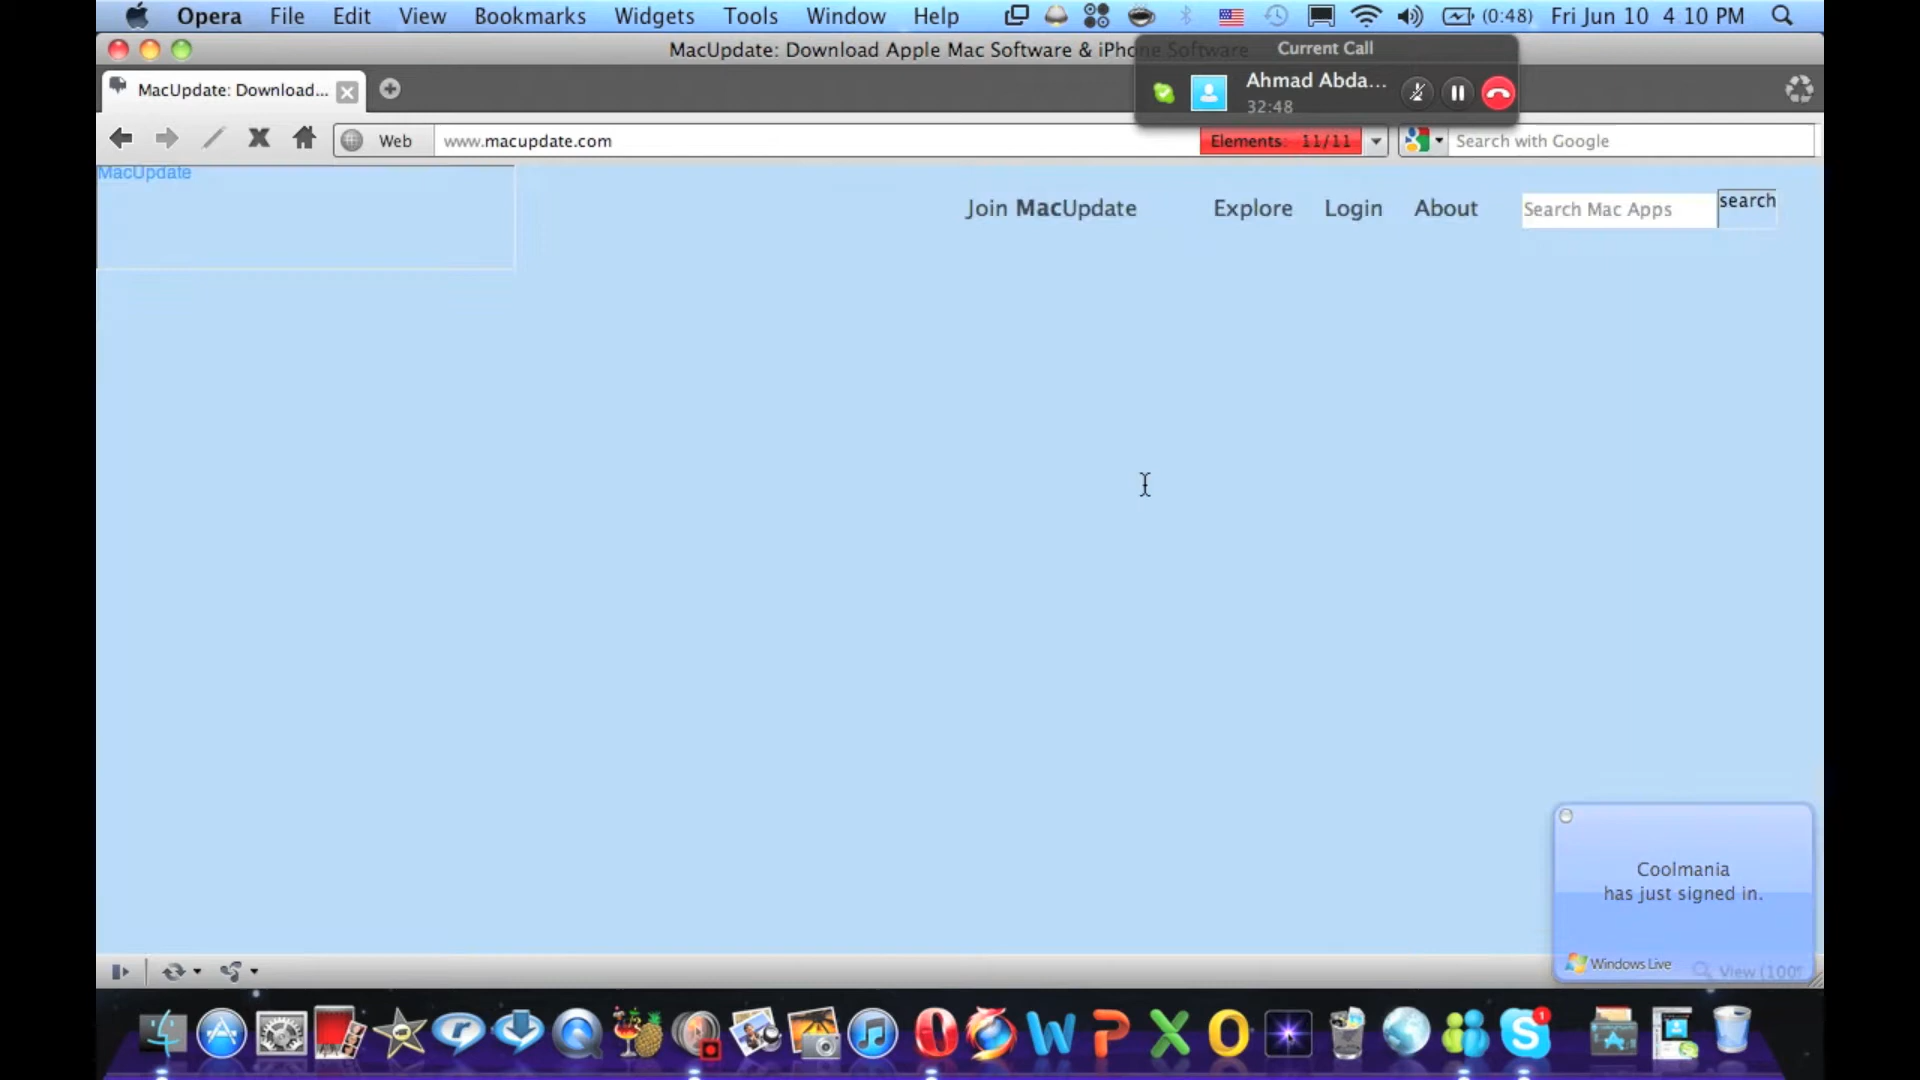 Opera File Edit View Bookmarks Widgets Tools Window Help (0:48) Fri Jun 10 4:10 PM
MacUpdate: Download Apple Mac Software & iPhone Software
Current Call
Ahmad Abda...
32:48
MacUpdate: Download...
Web www.macupdate.com Elements: 11/11 Search with Google
MacUpdate
Join MacUpdate Explore Login About Search Mac Apps search
Coolmania
has just signed in.
Windows Live
View (100%
1